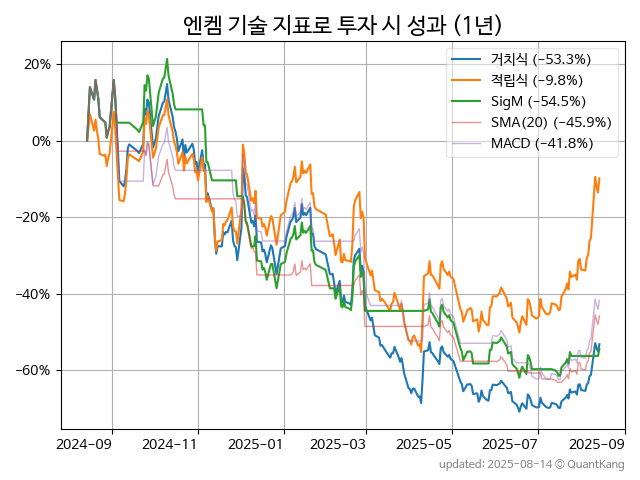 엔켐 기술 지표로 투자 시 성과 (1년)
거치식 (−53.3%)
적립식 (−9.8%)
SigM (−54.5%)
SMA(20) (−45.9%)
MACD (−41.8%)
20%
0%
−20%
−40%
−60%
2024−09 2024−11 2025−01 2025−03 2025−05 2025−07 2025−09
updated: 2025-08-14 © QuantKang